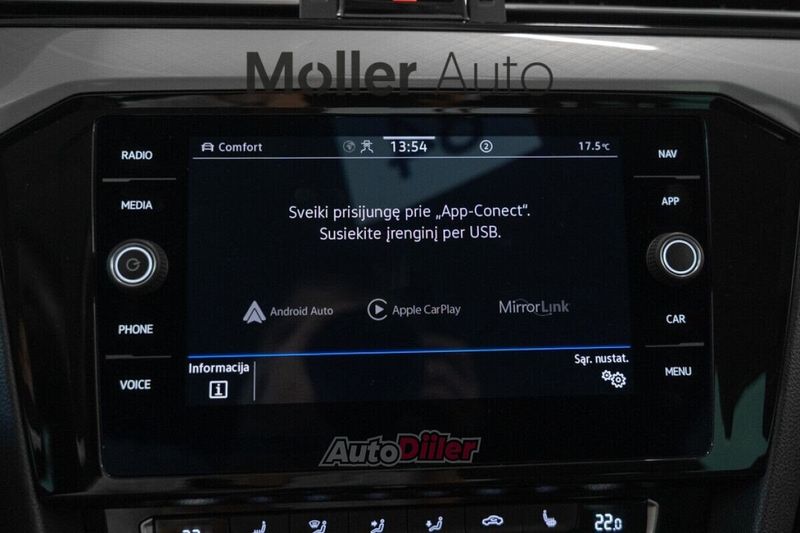 Moller Auto
RADIO
MEDIA
PHONE
VOICE
Comfort
13:54
2
17.5°C
Sveiki prisijungę prie „App-Conect“.
Susiekite įrenginį per USB.
Android Auto
Apple CarPlay
MirrorLink
Informacija
i
Sąr. nustat.
NAV
APP
CAR
MENU
AutoDiiler
22.0